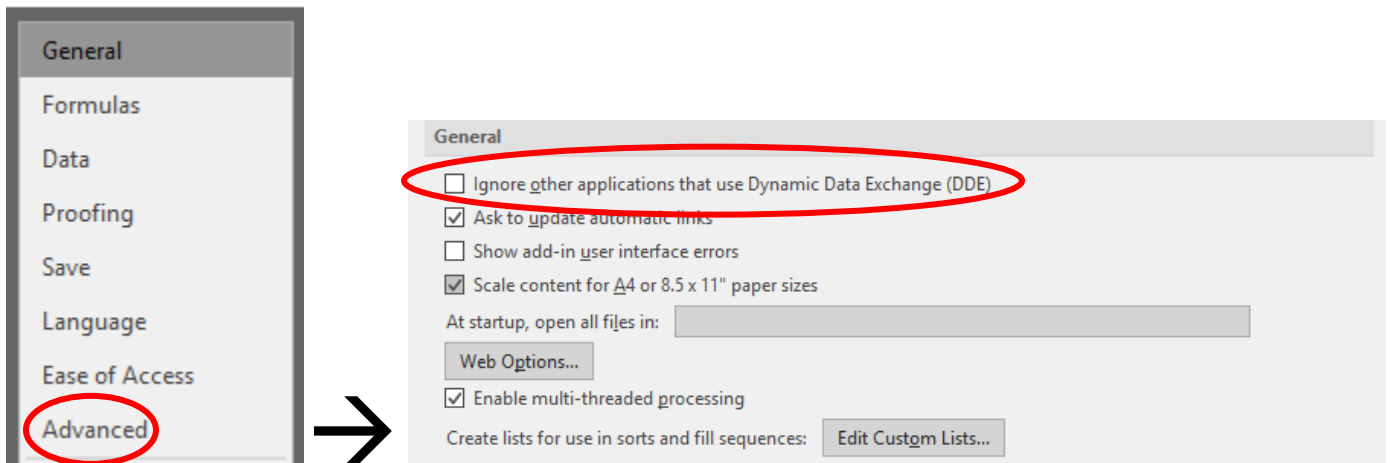 General
Formulas
Data
Proofing
Save
Language
Ease of Access
Advanced
General
Ignore other applications that use Dynamic Data Exchange (DDE)
Ask to update automatic links
Show add-in user interface errors
Scale content for A4 or 8.5 x 11" paper sizes
At startup, open all files in:
Web Options...
Enable multi-threaded processing
Create lists for use in sorts and fill sequences: Edit Custom Lists...